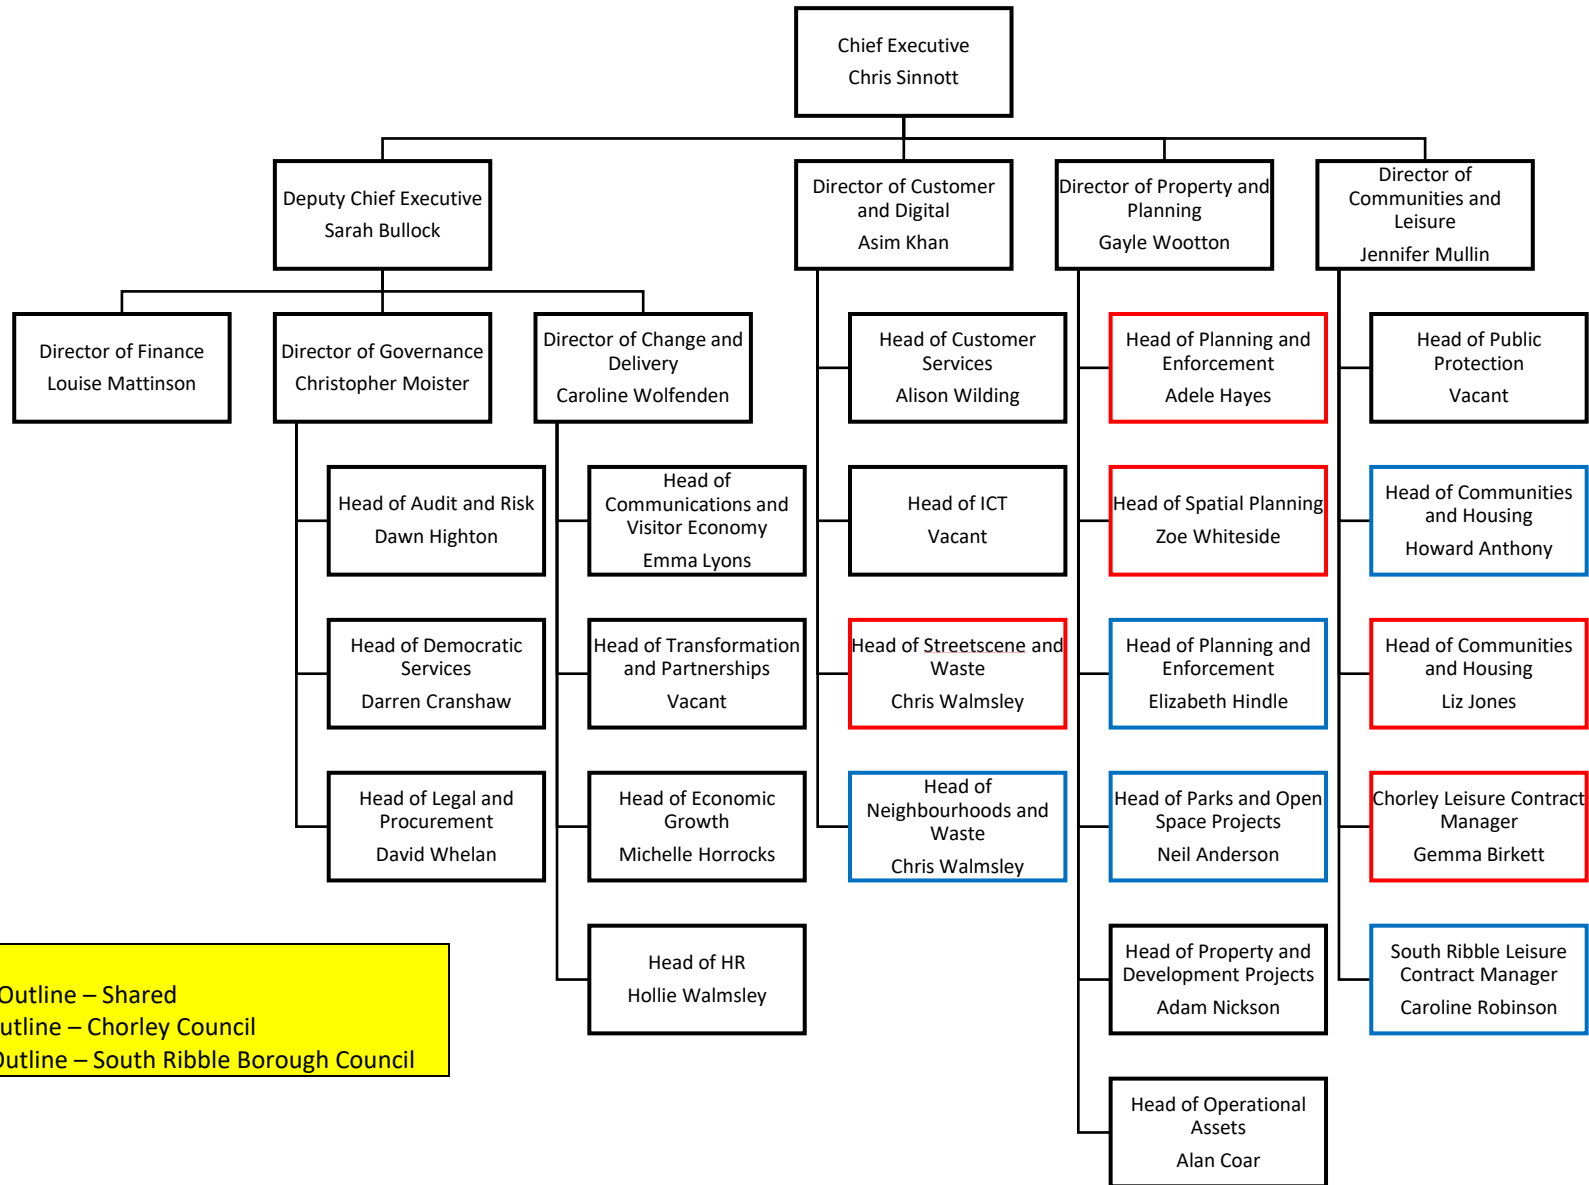 Chief Executive
Chris Sinnott
Deputy Chief Executive
Sarah Bullock
Director of Customer
and Digital
Asim Khan
Director of Property and
Planning
Gayle Wootton
Director of
Communities and
Leisure
Jennifer Mullin
Director of Finance
Louise Mattinson
Director of Governance
Christopher Moister
Director of Change and
Delivery
Caroline Wolfenden
Head of Customer
Services
Alison Wilding
Head of Planning and
Enforcement
Adele Hayes
Head of Public
Protection
Vacant
Head of Audit and Risk
Dawn Highton
Head of
Communications and
Visitor Economy
Emma Lyons
Head of ICT
Vacant
Head of Spatial Planning
Zoe Whiteside
Head of Communities
and Housing
Howard Anthony
Head of Democratic
Services
Darren Cranshaw
Head of Transformation
and Partnerships
Vacant
Head of Streetscene and
Waste
Chris Walmsley
Head of Planning and
Enforcement
Elizabeth Hindle
Head of Communities
and Housing
Liz Jones
Head of Legal and
Procurement
David Whelan
Head of Economic
Growth
Michelle Horrocks
Head of
Neighbourhoods and
Waste
Chris Walmsley
Head of Parks and Open
Space Projects
Neil Anderson
Chorley Leisure Contract
Manager
Gemma Birkett
Head of HR
Hollie Walmsley
Head of Property and
Development Projects
Adam Nickson
South Ribble Leisure
Contract Manager
Caroline Robinson
Outline – Shared
utline – Chorley Council
Outline – South Ribble Borough Council
Head of Operational
Assets
Alan Coar